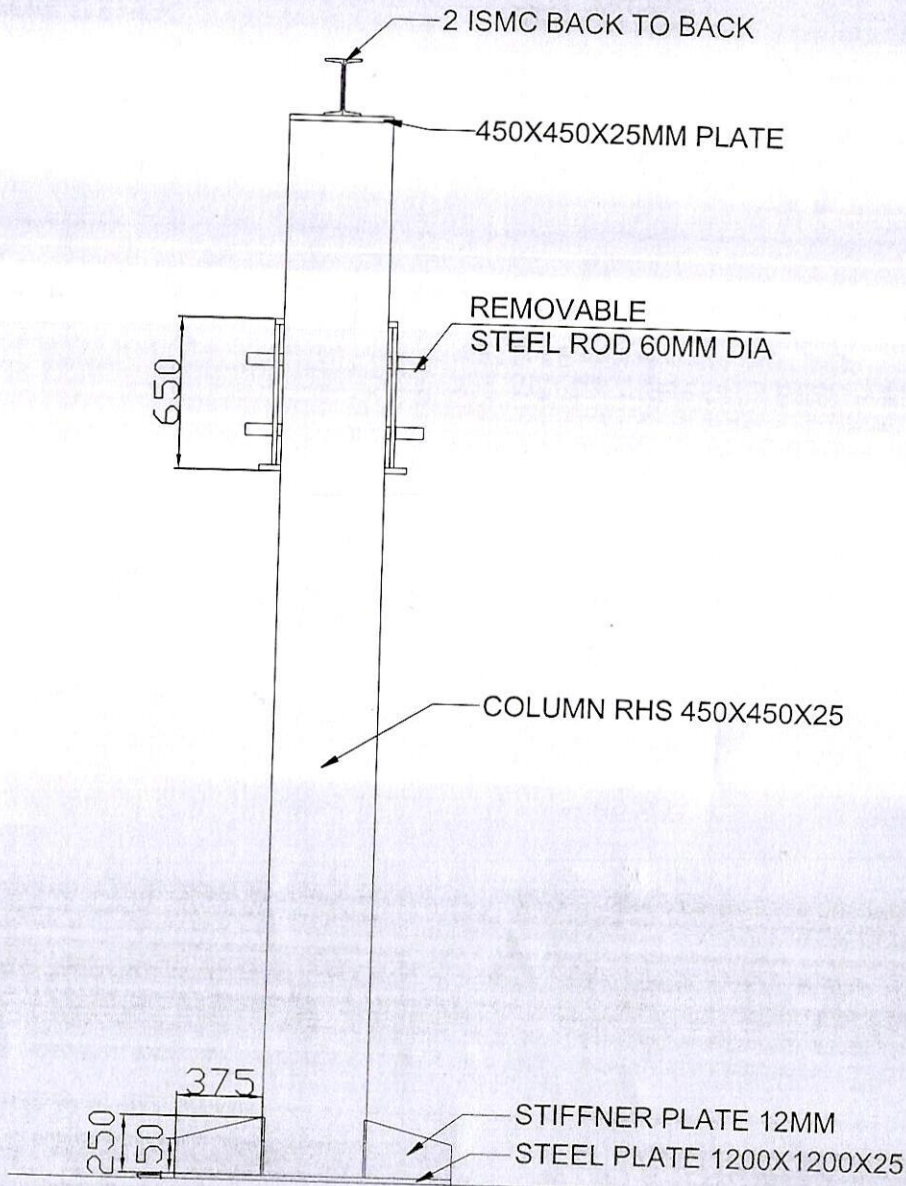 2 ISMC BACK TO BACK
450X450X25MM PLATE
REMOVABLE
STEEL ROD 60MM DIA
650
COLUMN RHS 450X450X25
375
250
150
STIFFNER PLATE 12MM
STEEL PLATE 1200X1200X25